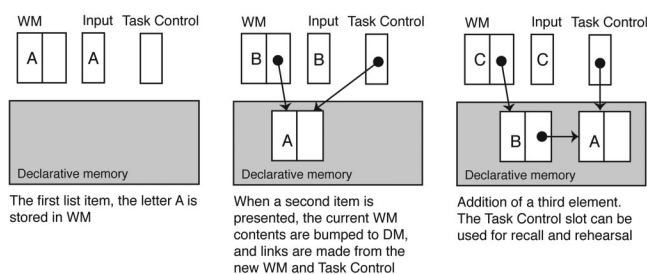 WM Input Task Control
A A
Declarative memory
The first list item, the letter A is
stored in WM
WM Input Task Control
B B
A
Declarative memory
When a second item is
presented, the current WM
contents are bumped to DM,
and links are made from the
new WM and Task Control
WM Input Task Control
C C
B A
Declarative memory
Addition of a third element.
The Task Control slot can be
used for recall and rehearsal